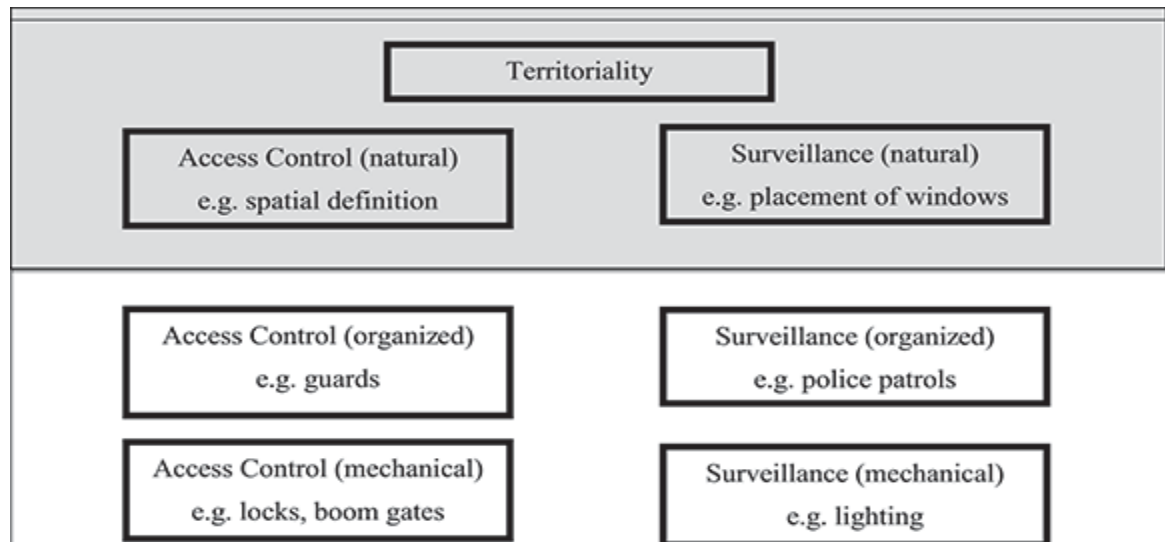 Territoriality
Access Control (natural)
e.g. spatial definition
Surveillance (natural)
e.g. placement of windows
Access Control (organized)
e.g. guards
Surveillance (organized)
e.g. police patrols
Access Control (mechanical)
e.g. locks, boom gates
Surveillance (mechanical)
e.g. lighting